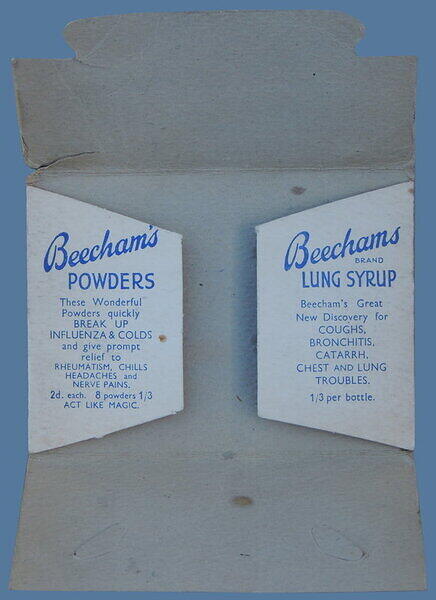 Beecham's
POWDERS
These Wonderful
Powders quickly
BREAK UP
INFLUENZA & COLDS
and give prompt
relief to
RHEUMATISM, CHILLS
HEADACHES and
NERVE PAINS.
2d. each. 8 powders 1/3
ACT LIKE MAGIC.
Beechams
BRAND
LUNG SYRUP
Beecham's Great
New Discovery for
COUGHS,
BRONCHITIS,
CATARRH,
CHEST AND LUNG
TROUBLES.
1/3 per bottle.